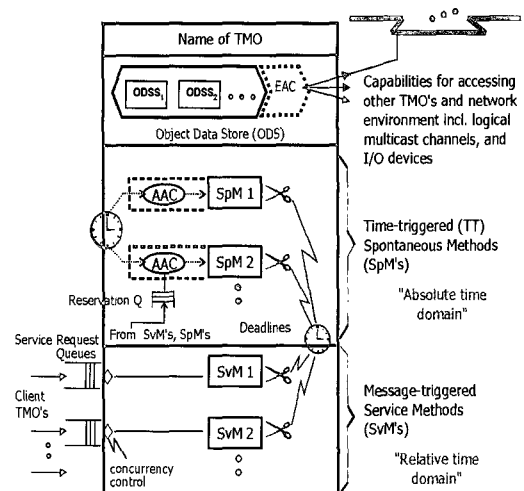 Name of TMO
ODSS1
ODSS2
EAC
Object Data Store (ODS)
Capabilities for accessing
other TMO's and network
environment incl. logical
multicast channels, and
I/O devices
AAC
SpM 1
AAC
SpM 2
Reservation Q
From SvM's, SpM's
Deadlines
Time-triggered (TT)
Spontaneous Methods
(SpM's)
"Absolute time
domain"
Service Request
Queues
Client
TMO's
SvM 1
SvM 2
concurrency
control
Message-triggered
Service Methods
(SvM's)
"Relative time
domain"